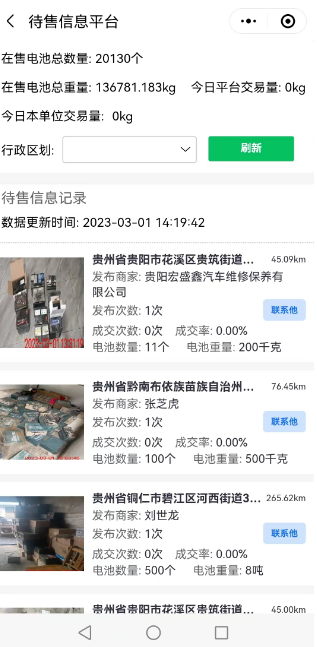 待售信息平台
在售电池总数量: 20130个
在售电池总重量: 136781.183kg 今日平台交易量: 0kg
今日本单位交易量: 0kg
行政区划:
刷新
待售信息记录
数据更新时间: 2023-03-01 14:19:42
贵州省贵阳市花溪区贵筑街道... 45.09km
发布商家: 贵阳宏盛鑫汽车维修保养有
限公司
发布次数: 1次
联系他
成交次数: 0次 成交率: 0.00%
电池数量: 11个 电池重量: 200千克
贵州省黔南布依族苗族自治州... 76.45km
发布商家: 张芝虎
发布次数: 1次
联系他
成交次数: 0次 成交率: 0.00%
电池数量: 100个 电池重量: 500千克
贵州省铜仁市碧江区河西街道3... 265.62km
发布商家: 刘世龙
发布次数: 1次
联系他
成交次数: 0次 成交率: 0.00%
电池数量: 500个 电池重量: 8吨
贵州省贵阳市花溪区贵筑街道... 45.00km